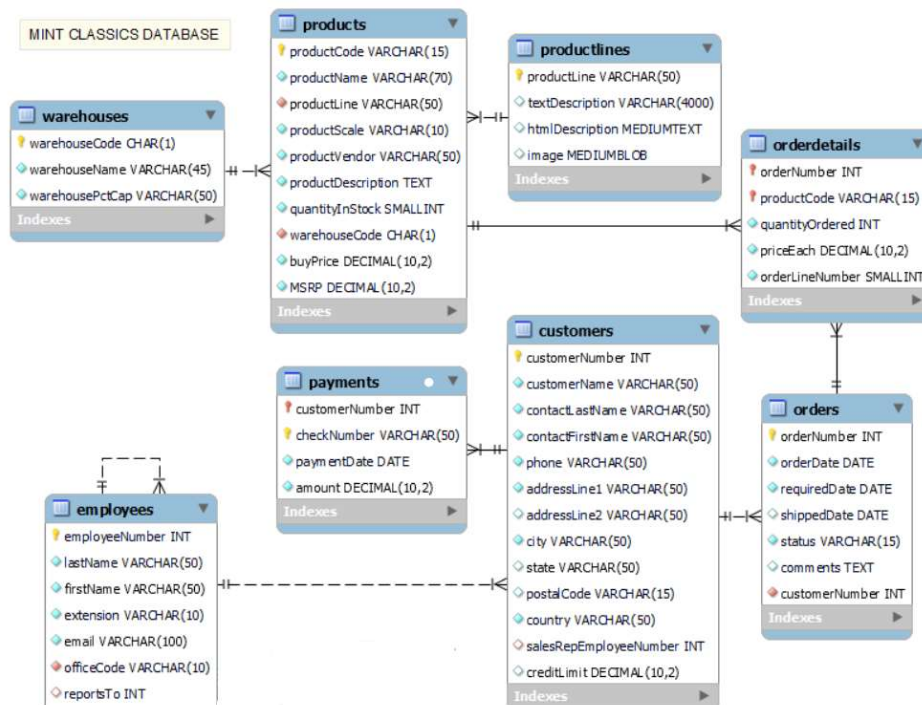 MINT CLASSICS DATABASE
products
productCode VARCHAR(15)
productName VARCHAR(70)
productLine VARCHAR(50)
productScale VARCHAR(10)
productVendor VARCHAR(50)
productDescription TEXT
quantityInStock SMALLINT
warehouseCode CHAR(1)
buyPrice DECIMAL(10,2)
MSRP DECIMAL(10,2)
Indexes
productlines
productLine VARCHAR(50)
textDescription VARCHAR(4000)
htmlDescription MEDIUMTEXT
image MEDIUMBLOB
Indexes
warehouses
warehouseCode CHAR(1)
warehouseName VARCHAR(45)
warehousePctCap VARCHAR(50)
Indexes
orderdetails
orderNumber INT
productCode VARCHAR(15)
quantityOrdered INT
priceEach DECIMAL(10,2)
orderLineNumber SMALLINT
Indexes
customers
customerNumber INT
customerName VARCHAR(50)
contactLastName VARCHAR(50)
contactFirstName VARCHAR(50)
phone VARCHAR(50)
addressLine1 VARCHAR(50)
addressLine2 VARCHAR(50)
city VARCHAR(50)
state VARCHAR(50)
postalCode VARCHAR(15)
country VARCHAR(50)
salesRepEmployeeNumber INT
creditLimit DECIMAL(10,2)
Indexes
payments
customerNumber INT
checkNumber VARCHAR(50)
paymentDate DATE
amount DECIMAL(10,2)
Indexes
orders
orderNumber INT
orderDate DATE
requiredDate DATE
shippedDate DATE
status VARCHAR(15)
comments TEXT
customerNumber INT
Indexes
employees
employeeNumber INT
lastName VARCHAR(50)
firstName VARCHAR(50)
extension VARCHAR(10)
email VARCHAR(100)
officeCode VARCHAR(10)
reportsTo INT